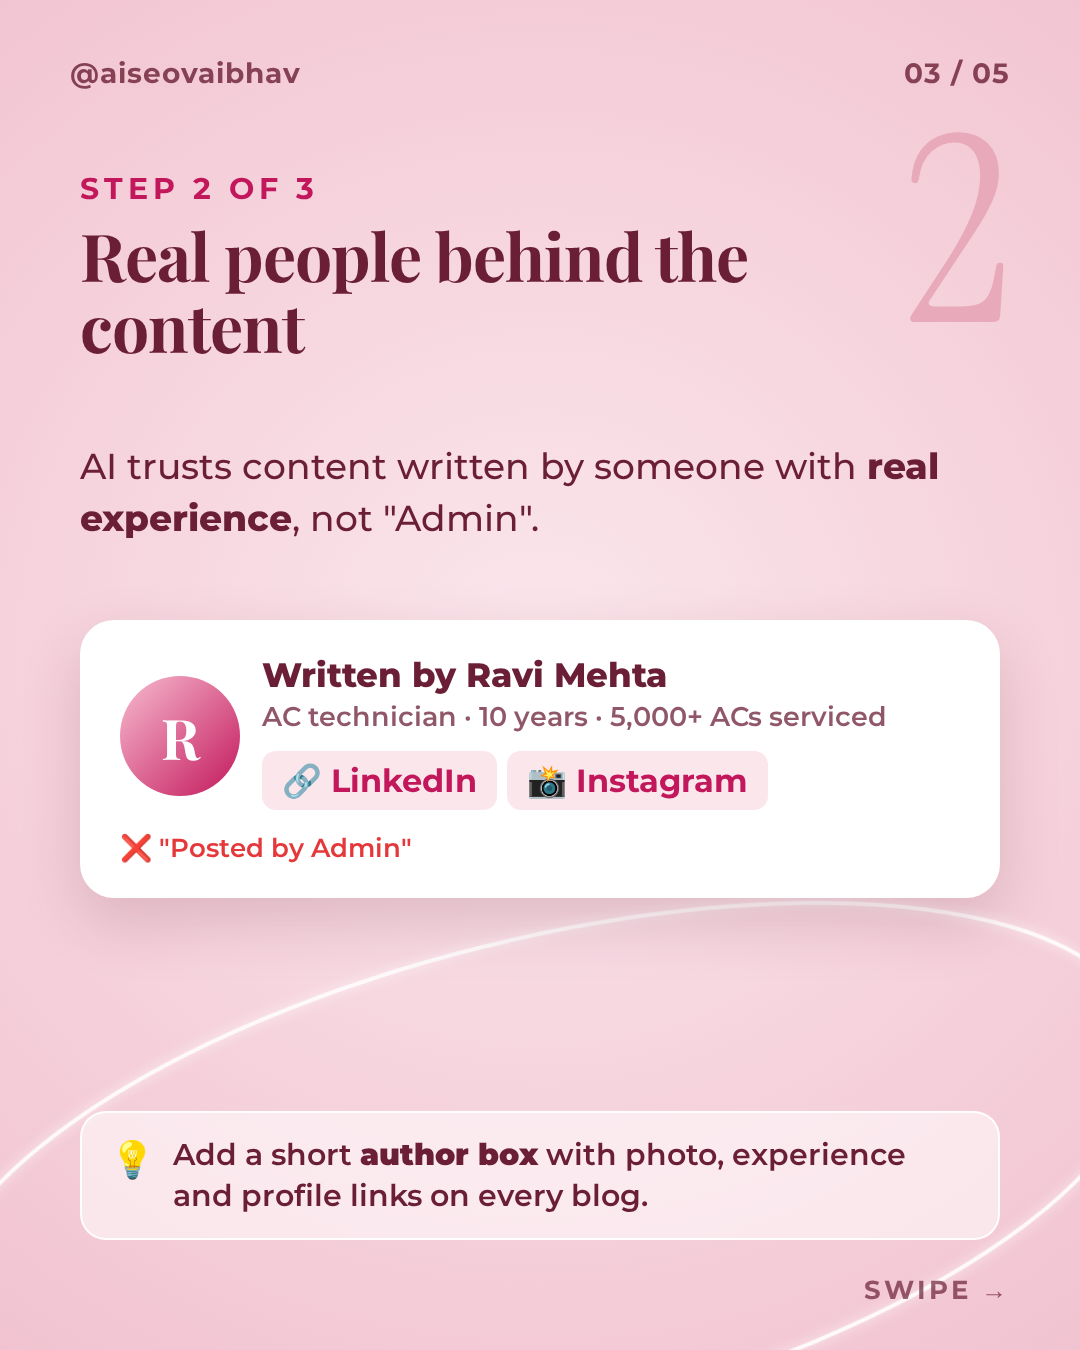 @aiseovaibhav
03 / 05
2
STEP 2 OF 3
Real people behind the
content
AI trusts content written by someone with real
experience, not "Admin".
R
Written by Ravi Mehta
AC technician · 10 years · 5,000+ ACs serviced
🔗 LinkedIn
📸 Instagram
❌ "Posted by Admin"
💡 Add a short author box with photo, experience
and profile links on every blog.
SWIPE →